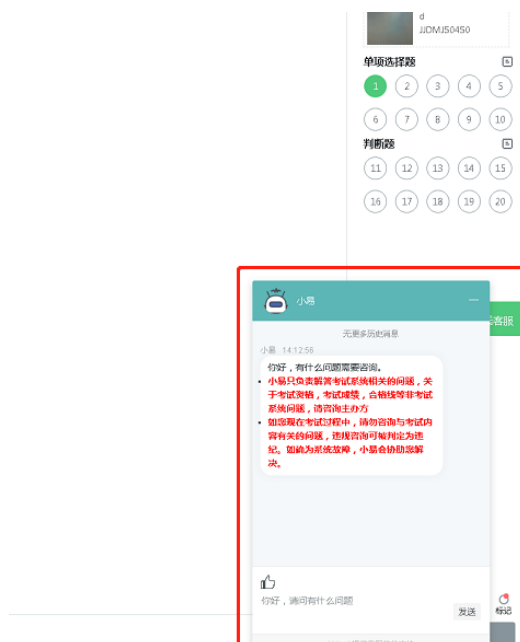 d
JJDMJS0450
单项选择题
1 2 3 4 5
6 7 8 9 10
判断题
11 12 13 14 15
16 17 18 19 20
小易
客服
无更多历史消息
小易 14:12:56
你好，有什么问题需要咨询。
小易只负责解答考试系统相关的问题，关
于考试资格，考试成绩，合格线等非考试
系统问题，请咨询主办方
如您现在考试过程中，请勿咨询与考试内
容有关的问题，违规咨询可被判定为违
纪。如确为系统故障，小易会协助您解
决。
你好，请问有什么问题
发送
标记